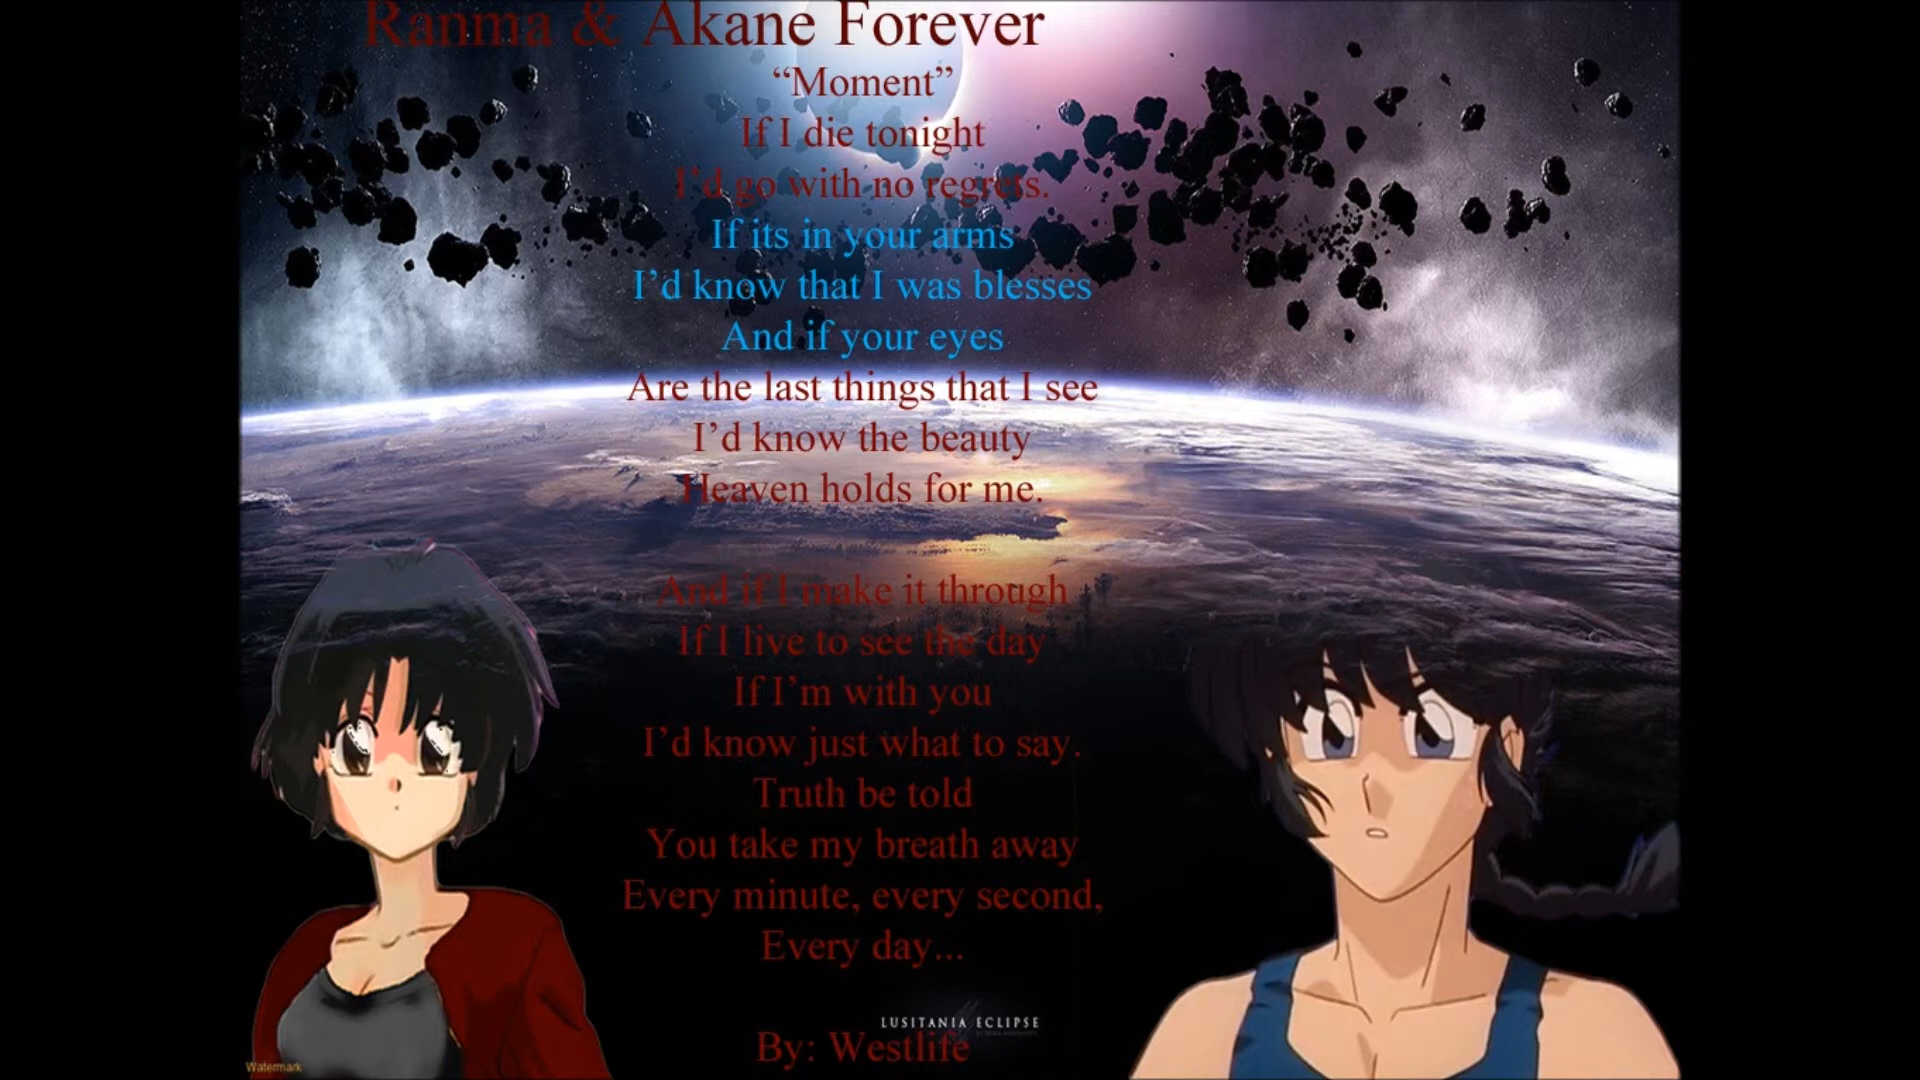 Ranma & Akane Forever
“Moment”
If I die tonight
I’d go with no regrets.
If its in your arms
I’d know that I was blesses
And if your eyes
Are the last things that I see
I’d know the beauty
Heaven holds for me.
And if I make it through
If I live to see the day
If I’m with you
I’d know just what to say.
Truth be told
You take my breath away
Every minute, every second,
Every day...
LUSITANIA ECLIPSE
By: Westlife
Watermark